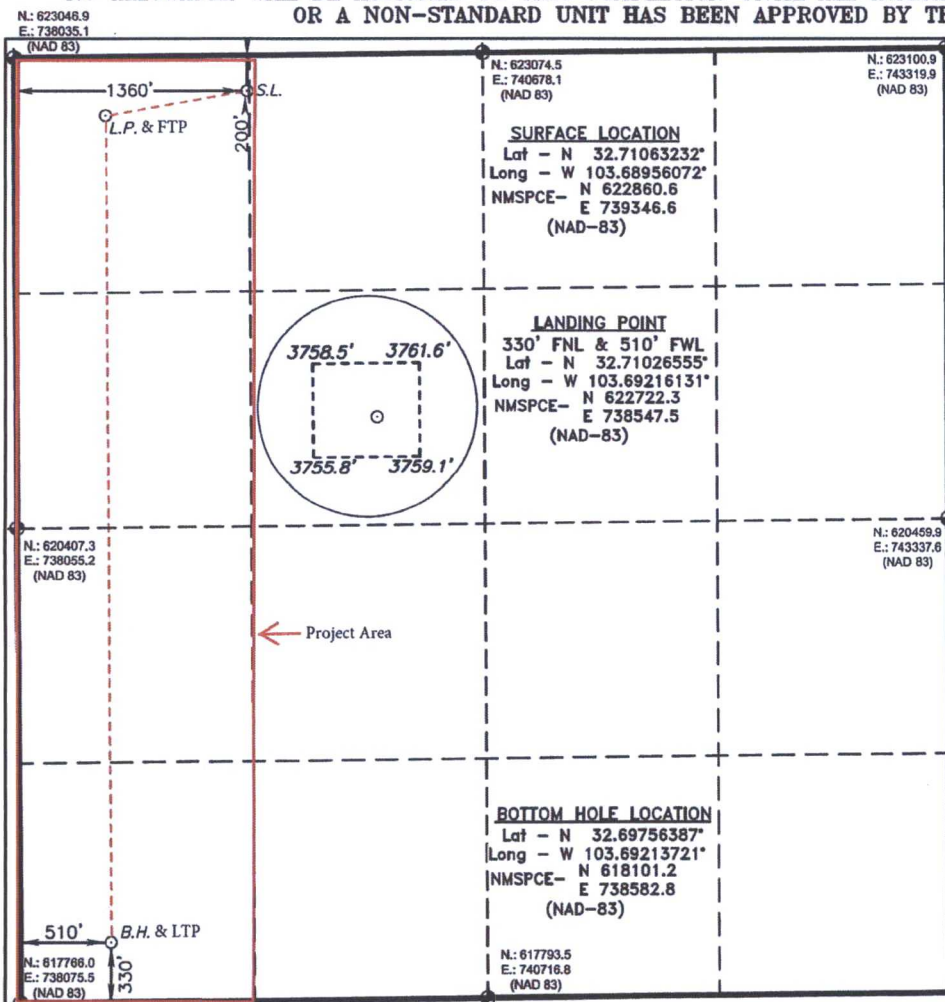 OR A NON-STANDARD UNIT HAS BEEN APPROVED BY
N.: 623046.9
E.: 738035.1
(NAD 83)
N.: 623074.5
E.: 740678.1
(NAD 83)
N.: 623100.9
E.: 743319.9
(NAD 83)
1360'
S.L.
L.P. & FTP
200'
SURFACE LOCATION
Lat - N 32.71063232°
Long - W 103.68956072°
NMSPCE- N 622860.6
E 739346.6
(NAD-83)
LANDING POINT
330' FNL & 510' FWL
Lat - N 32.71026555°
Long - W 103.69216131°
NMSPCE- N 622722.3
E 738547.5
(NAD-83)
3758.5' 3761.6'
3755.8' 3759.1'
N.: 620407.3
E.: 738055.2
(NAD 83)
N.: 620459.9
E.: 743337.6
(NAD 83)
Project Area
BOTTOM HOLE LOCATION
Lat - N 32.69756387°
Long - W 103.69213721°
NMSPCE- N 618101.2
E 738582.8
(NAD-83)
510'
B.H. & LTP
330'
N.: 617766.0
E.: 738075.5
(NAD 83)
N.: 617793.5
E.: 740716.8
(NAD 83)